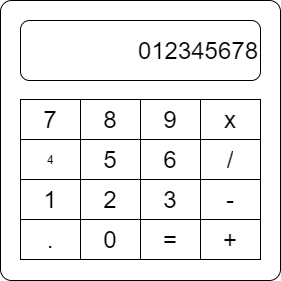 012345678
7 8 9 x
4 5 6 /
1 2 3 -
. 0 = +